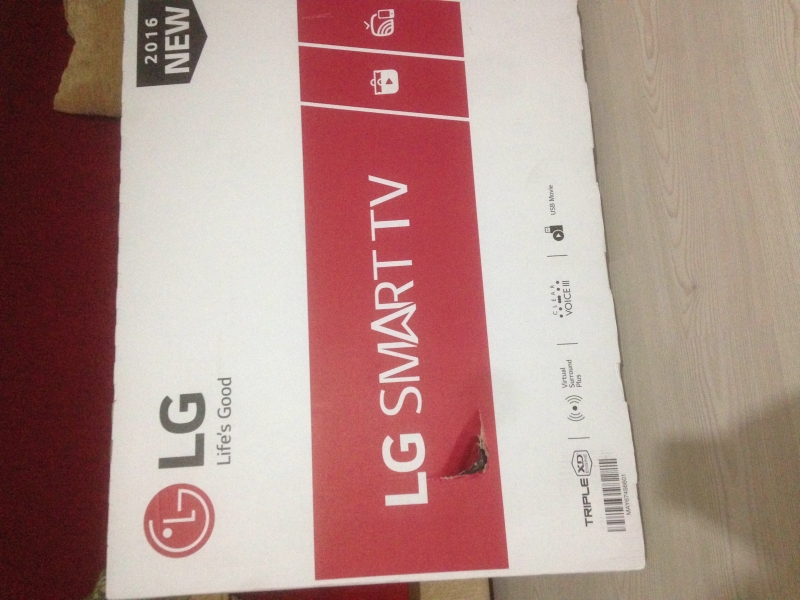 LG
Life's Good
2016
NEW
LG SMART TV
TRIPLE XD
Virtual
Surround
Plus
CLEAR
VOICE III
USB Movie